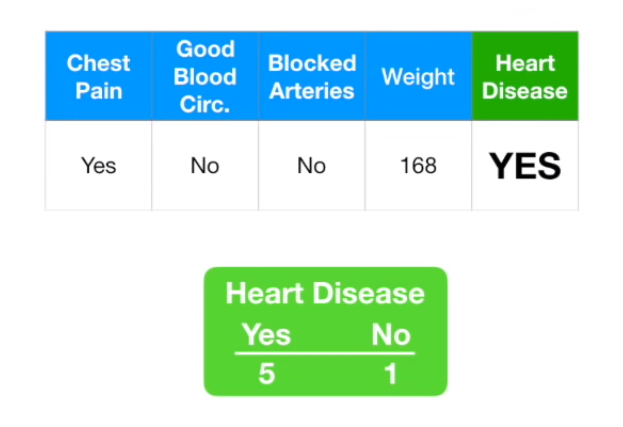 Chest Pain
Good Blood Circ.
Blocked Arteries
Weight
Heart Disease
Yes
No
No
168
YES
Heart Disease
Yes No
5 1